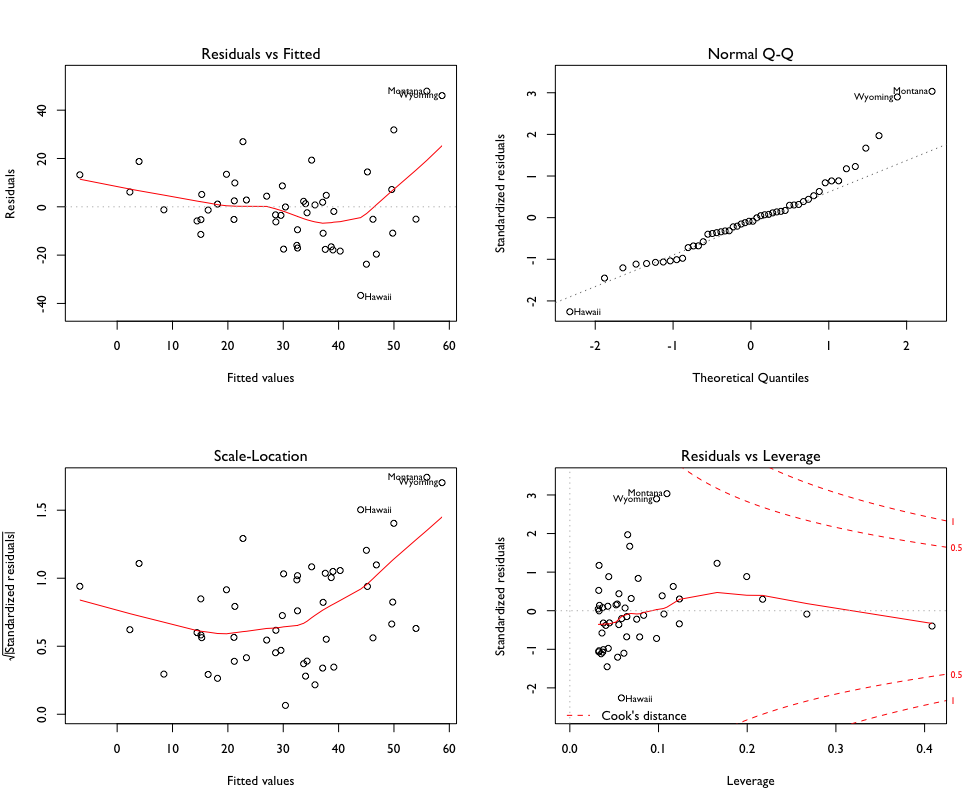 Residuals vs Fitted
Residuals
40
20
0
-20
-40
Montana
Wyoming
Hawaii
0 10 20 30 40 50 60
Fitted values
Normal Q-Q
Standardized residuals
3
2
1
0
-1
-2
Montana
Wyoming
Hawaii
-2 -1 0 1 2
Theoretical Quantiles
Scale-Location
√|Standardized residuals|
1.5
1.0
0.5
0.0
Montana
Wyoming
Hawaii
0 10 20 30 40 50 60
Fitted values
Residuals vs Leverage
Standardized residuals
3
2
1
0
-1
-2
Montana
Wyoming
Hawaii
1
0.5
0.5
1
Cook's distance
0.0 0.1 0.2 0.3 0.4
Leverage